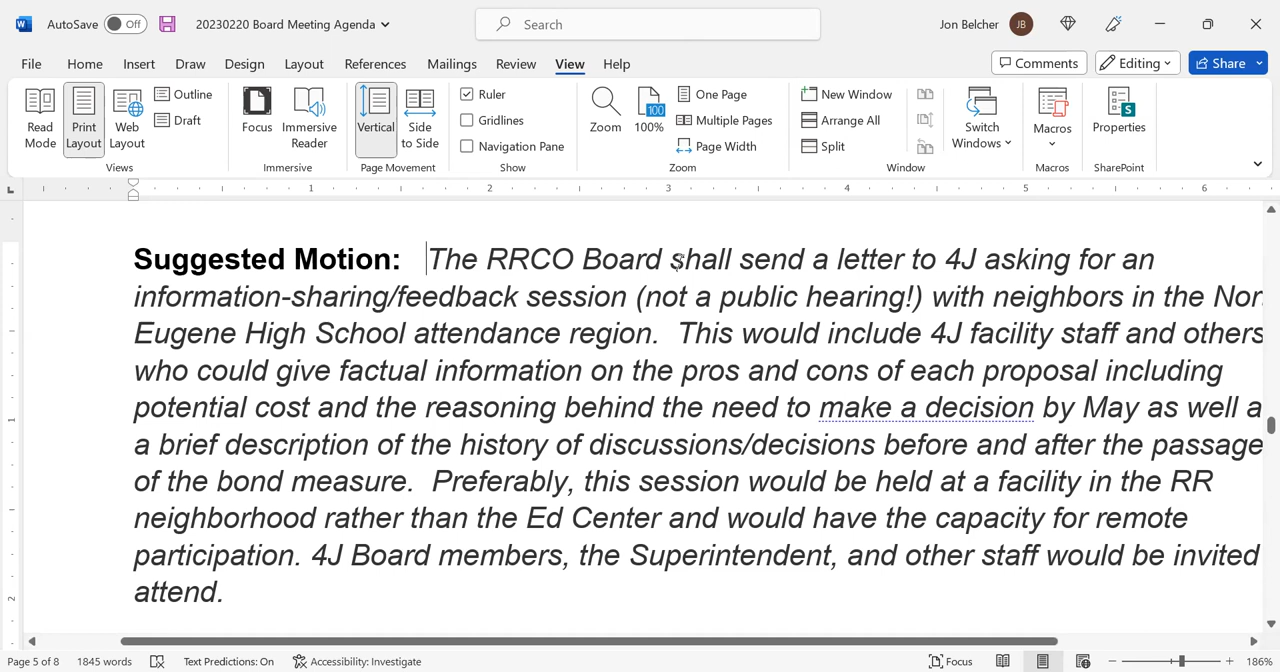 AutoSave Off 20230220 Board Meeting Agenda Search Jon Belcher JB
File Home Insert Draw Design Layout References Mailings Review View Help Comments Editing Share
Read Mode
Print Layout
Web Layout
Outline
Draft
Views
Focus
Immersive Reader
Immersive
Vertical
Side to Side
Page Movement
Ruler
Gridlines
Navigation Pane
Show
Zoom
100
100%
One Page
Multiple Pages
Page Width
Zoom
New Window
Arrange All
Split
Switch Windows
Window
Macros
Macros
S
Properties
SharePoint
1 2 3 4 5 6
Suggested Motion: The RRCO Board shall send a letter to 4J asking for an
information-sharing/feedback session (not a public hearing!) with neighbors in the
Eugene High School attendance region. This would include 4J facility staff and others
who could give factual information on the pros and cons of each proposal including
potential cost and the reasoning behind the need to make a decision by May as well a
a brief description of the history of discussions/decisions before and after the passage
of the bond measure. Preferably, this session would be held at a facility in the RR
neighborhood rather than the Ed Center and would have the capacity for remote
participation. 4J Board members, the Superintendent, and other staff would be invited
attend.
1
2
Page 5 of 8 1845 words Text Predictions: On Accessibility: Investigate Focus 186%